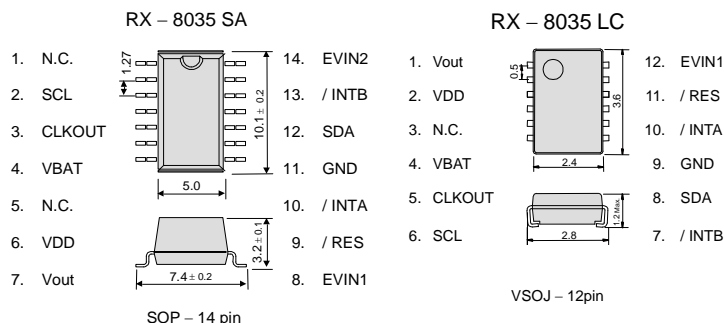 RX – 8035 SA
1. N.C.
2. SCL
3. CLKOUT
4. VBAT
5. N.C.
6. VDD
7. Vout
1.27
10.1 ± 0.2
5.0
3.2 ± 0.1
7.4 ± 0.2
14. EVIN2
13. / INTB
12. SDA
11. GND
10. / INTA
9. / RES
8. EVIN1
SOP – 14 pin
RX – 8035 LC
1. Vout
2. VDD
3. N.C.
4. VBAT
5. CLKOUT
6. SCL
0.5
3.6
2.4
1.2 Max.
2.8
12. EVIN1
11. / RES
10. / INTA
9. GND
8. SDA
7. / INTB
VSOJ – 12pin